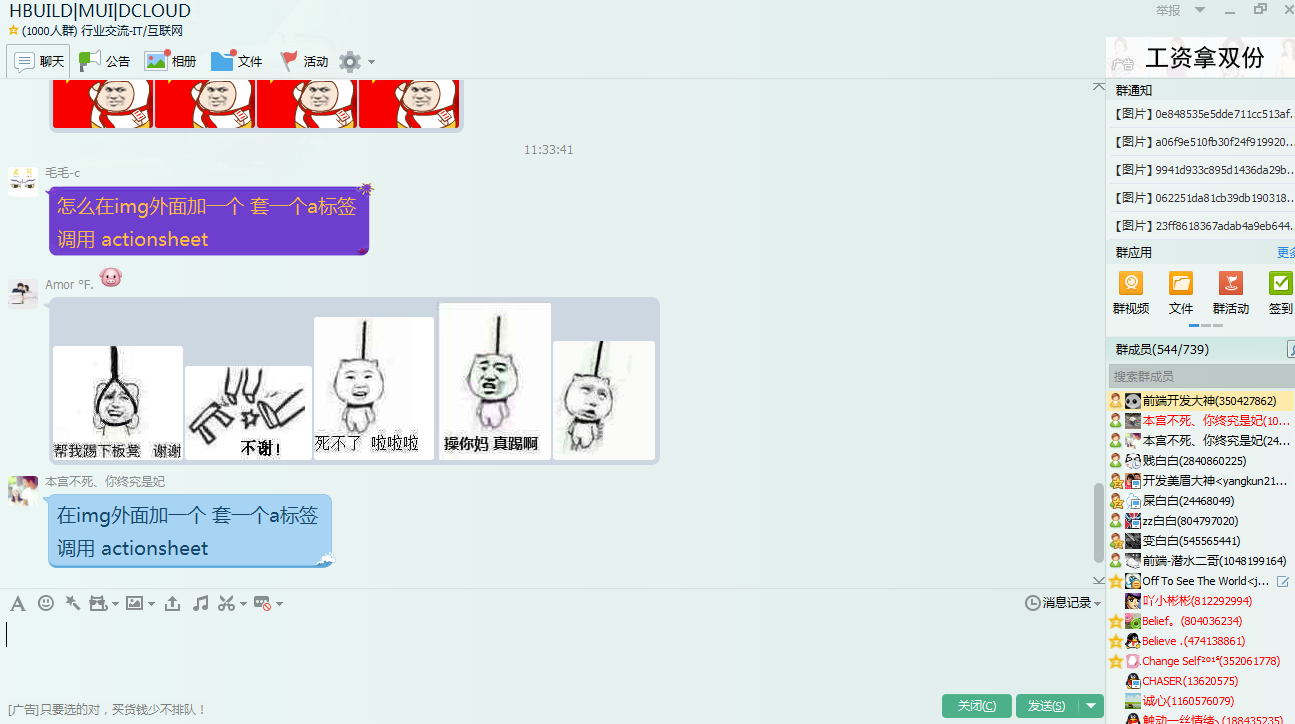 HBUILD|MUI|DCLOUD
举报
(1000人群) 行业交流-IT/互联网
聊天 公告 相册 文件 活动
广告 工资拿双份
11:33:41
毛毛-c
怎么在img外面加一个 套一个a标签
调用 actionsheet
Amor °F.
帮我踢下板凳 谢谢
不谢!
死不了 啦啦啦
操你妈 真踢啊
本宫不死、你终究是妃
在img外面加一个 套一个a标签
调用 actionsheet
消息记录
[广告]只要选的对，买货钱少不排队！
关闭(C) 发送(S)
群通知
【图片】0e848535e5dde711cc513af...
【图片】a06f9e510fb30f24f919920...
【图片】9941d933c895d1436da29b...
【图片】062251da81cb39db190318...
【图片】23ff8618367adab4a9eb644...
群应用 更多
群视频 文件 群活动 签到
群成员(544/739)
搜索群成员
前端开发大神(350427862)
本宫不死、你终究是妃(10...
本宫不死、你终究是妃(24...
贱白白(2840860225)
开发美眉大神<yangkun21...
屎白白(24468049)
zz白白(804797020)
变白白(545565441)
前端-潜水二哥(1048199164)
Off To See The World<j...
吖小彬彬(812292994)
Belief。(804036234)
Believe .(474138861)
Change Self²⁰¹⁴(352061778)
CHASER(13620575)
诚心(1160576079)
触动一丝情绪、(188435235)